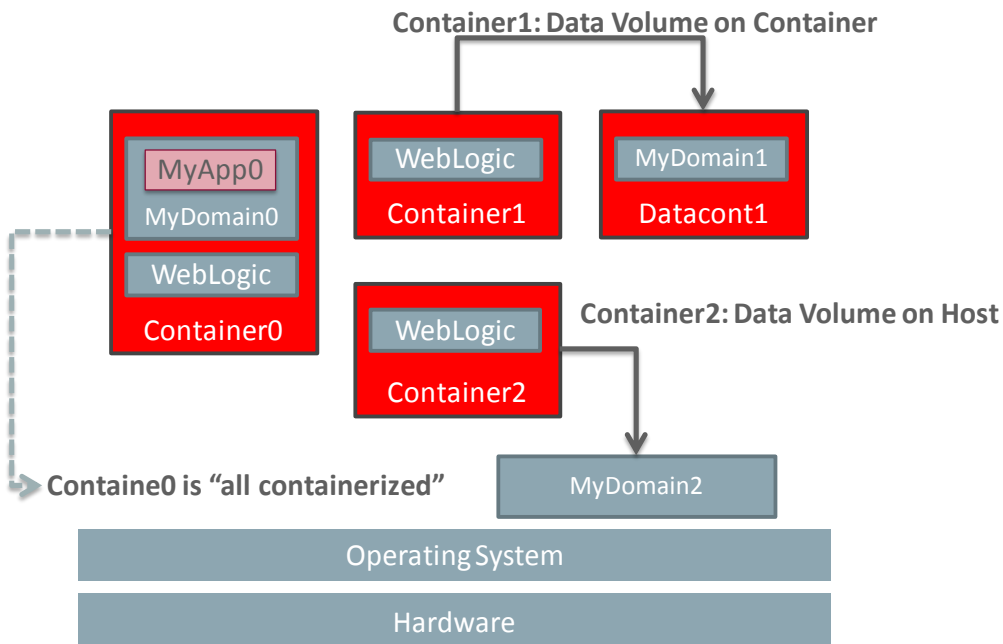 Container1: Data Volume on Container
MyApp0
MyDomain0
WebLogic
Container0
WebLogic
Container1
MyDomain1
Datacont1
WebLogic
Container2
Container2: Data Volume on Host
Containe0 is “all containerized”
MyDomain2
Operating System
Hardware